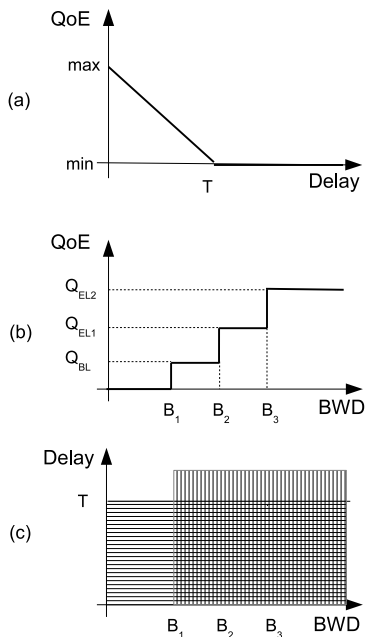 QoE
max
(a)
min
T
Delay
QoE
Q_EL2
Q_EL1
(b)
Q_BL
B_1 B_2 B_3 BWD
Delay
T
(c)
B_1 B_2 B_3 BWD